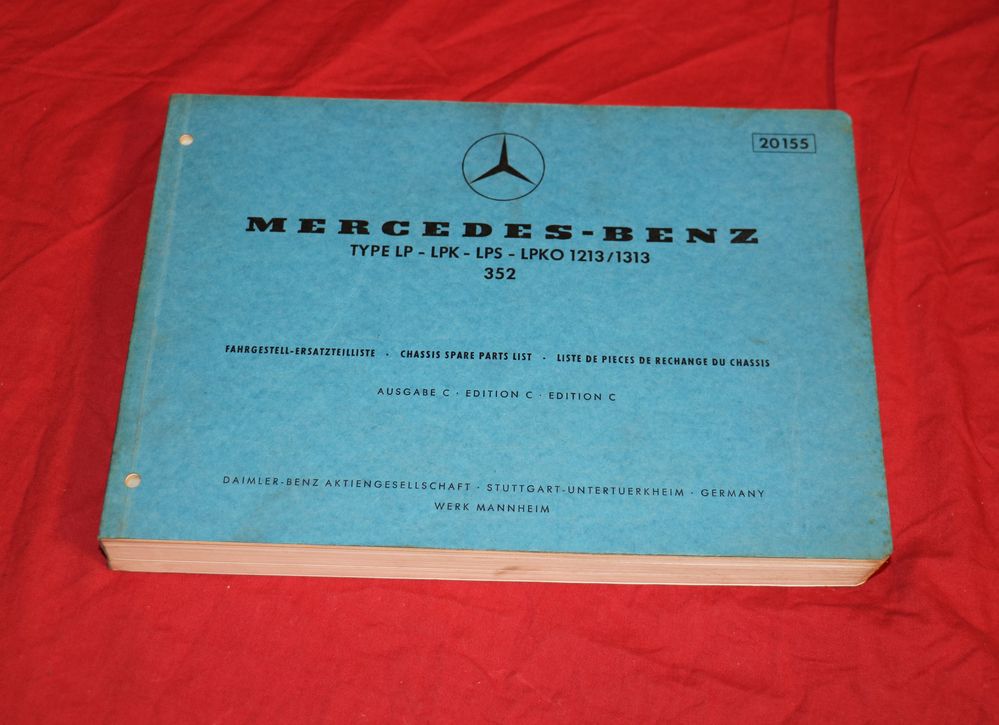 20155
MERCEDES-BENZ
TYPE LP - LPK - LPS - LPKO 1213/1313
352
FAHRGESTELL-ERSATZTEILLISTE · CHASSIS SPARE PARTS LIST · LISTE DE PIECES DE RECHANGE DU CHASSIS
AUSGABE C · EDITION C · EDITION C
DAIMLER-BENZ AKTIENGESELLSCHAFT · STUTTGART-UNTERTUERKHEIM · GERMANY
WERK MANNHEIM